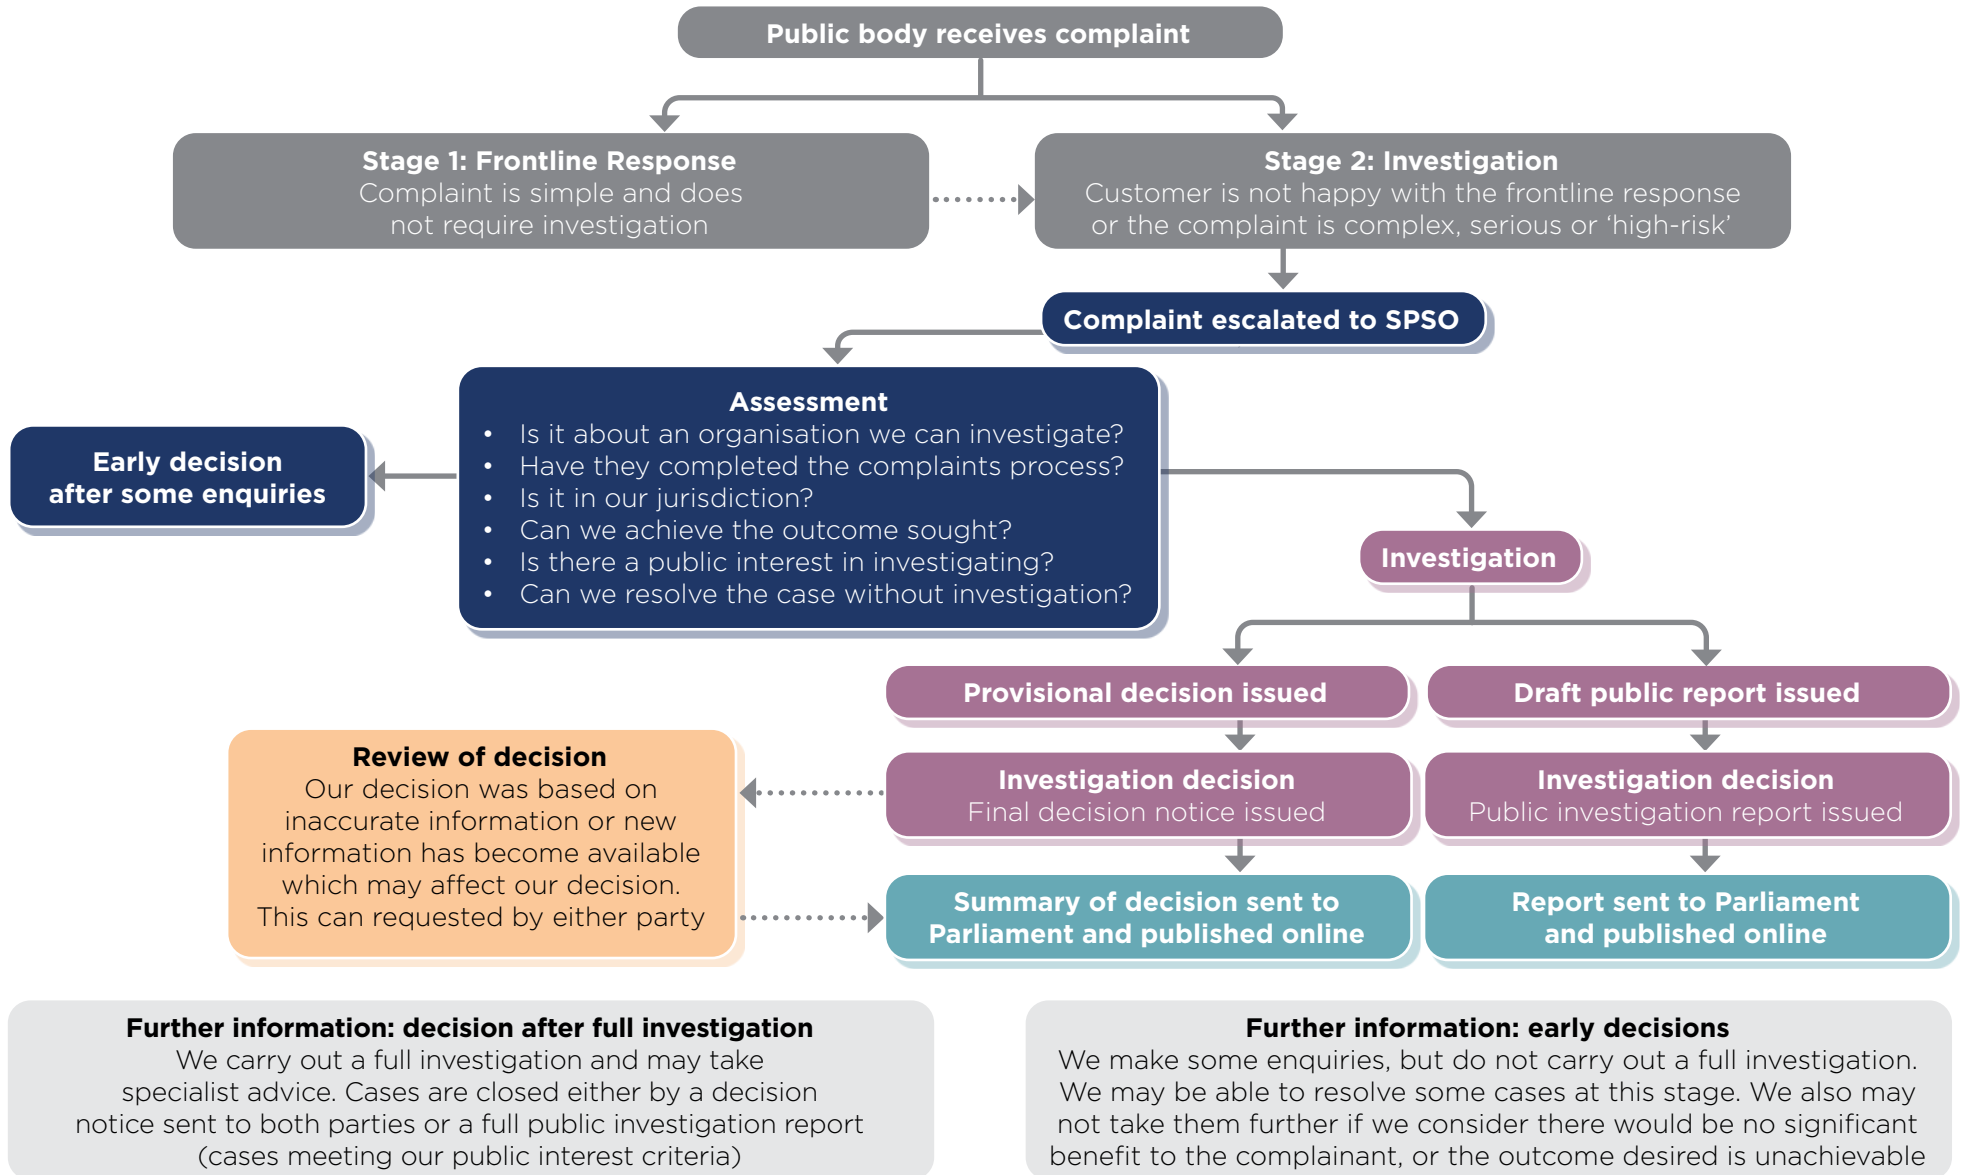 Public body receives complaint
Stage 1: Frontline Response
Complaint is simple and does
not require investigation
Stage 2: Investigation
Customer is not happy with the frontline response
or the complaint is complex, serious or ‘high-risk’
Complaint escalated to SPSO
Assessment
• Is it about an organisation we can investigate?
• Have they completed the complaints process?
• Is it in our jurisdiction?
• Can we achieve the outcome sought?
• Is there a public interest in investigating?
• Can we resolve the case without investigation?
Early decision
after some enquiries
Investigation
Provisional decision issued
Draft public report issued
Review of decision
Our decision was based on
inaccurate information or new
information has become available
which may affect our decision.
This can requested by either party
Investigation decision
Final decision notice issued
Investigation decision
Public investigation report issued
Summary of decision sent to
Parliament and published online
Report sent to Parliament
and published online
Further information: decision after full investigation
We carry out a full investigation and may take
specialist advice. Cases are closed either by a decision
notice sent to both parties or a full public investigation report
(cases meeting our public interest criteria)
Further information: early decisions
We make some enquiries, but do not carry out a full investigation.
We may be able to resolve some cases at this stage. We also may
not take them further if we consider there would be no significant
benefit to the complainant, or the outcome desired is unachievable